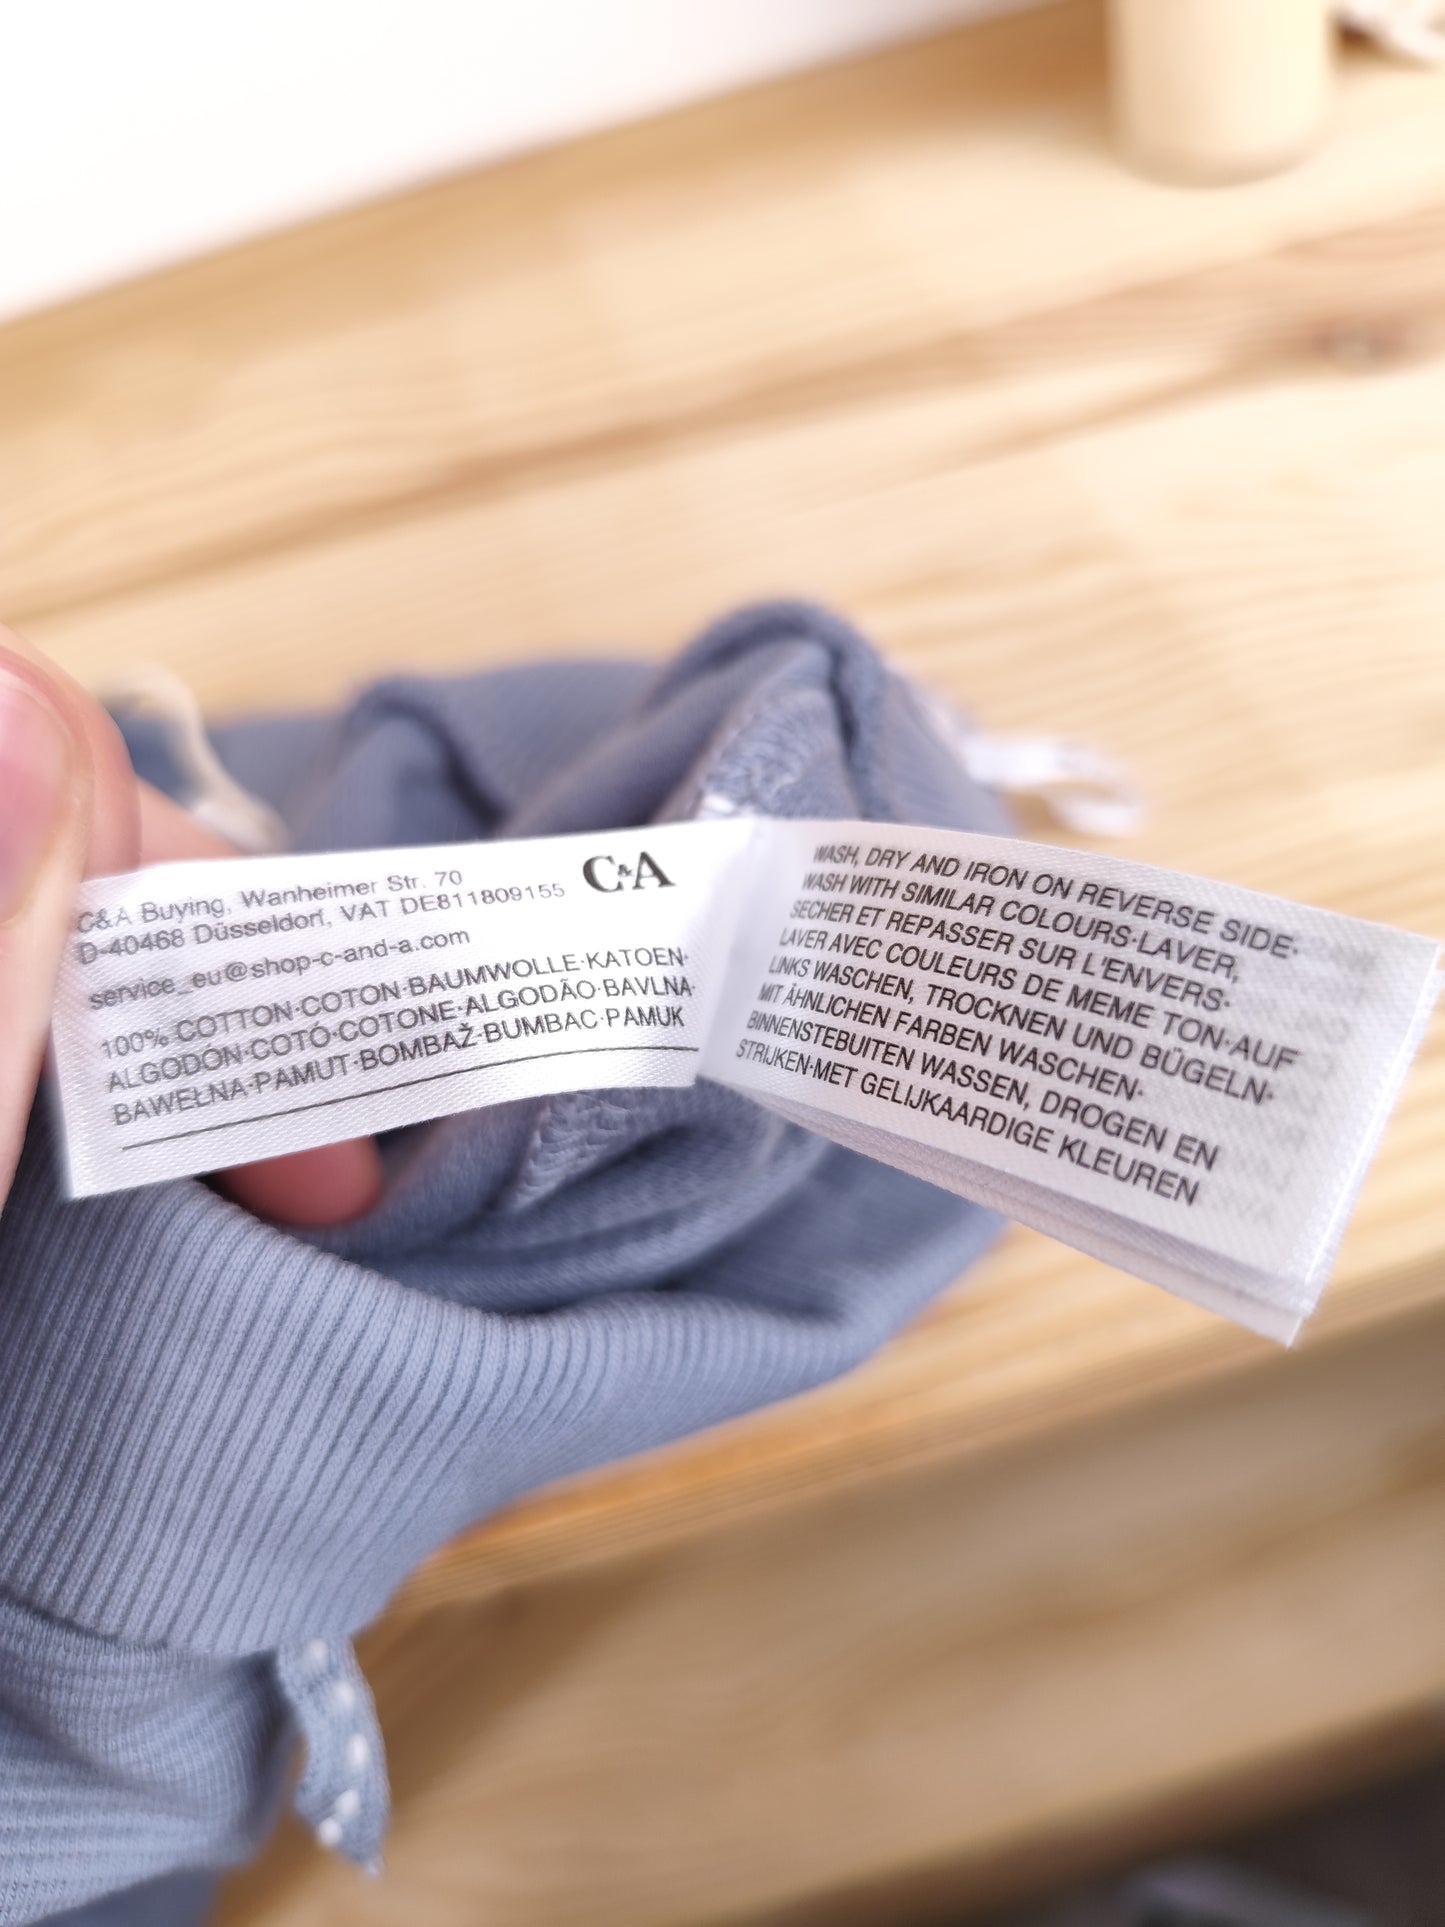 C&A Buying, Wanheimer Str. 70
D-40468 Düsseldorf, VAT DE811809155
C&A
service_eu@shop-c-and-a.com
100% COTTON·COTON·BAUMWOLLE·KATOEN·
ALGODON·COTÓ·COTONE·ALGODÃO·BAVLNA·
BAWEŁNA·PAMUT·BOMBAŽ·BUMBAC·PAMUK
WASH, DRY AND IRON ON REVERSE SIDE·
WASH WITH SIMILAR COLOURS·LAVER,
SECHER ET REPASSER SUR L'ENVERS·
LAVER AVEC COULEURS DE MEME TON·AUF
LINKS WASCHEN, TROCKNEN UND BÜGELN·
MIT ÄHNLICHEN FARBEN WASCHEN·
BINNENSTEBUITEN WASSEN, DROGEN EN
STRIJKEN·MET GELIJKAARDIGE KLEUREN